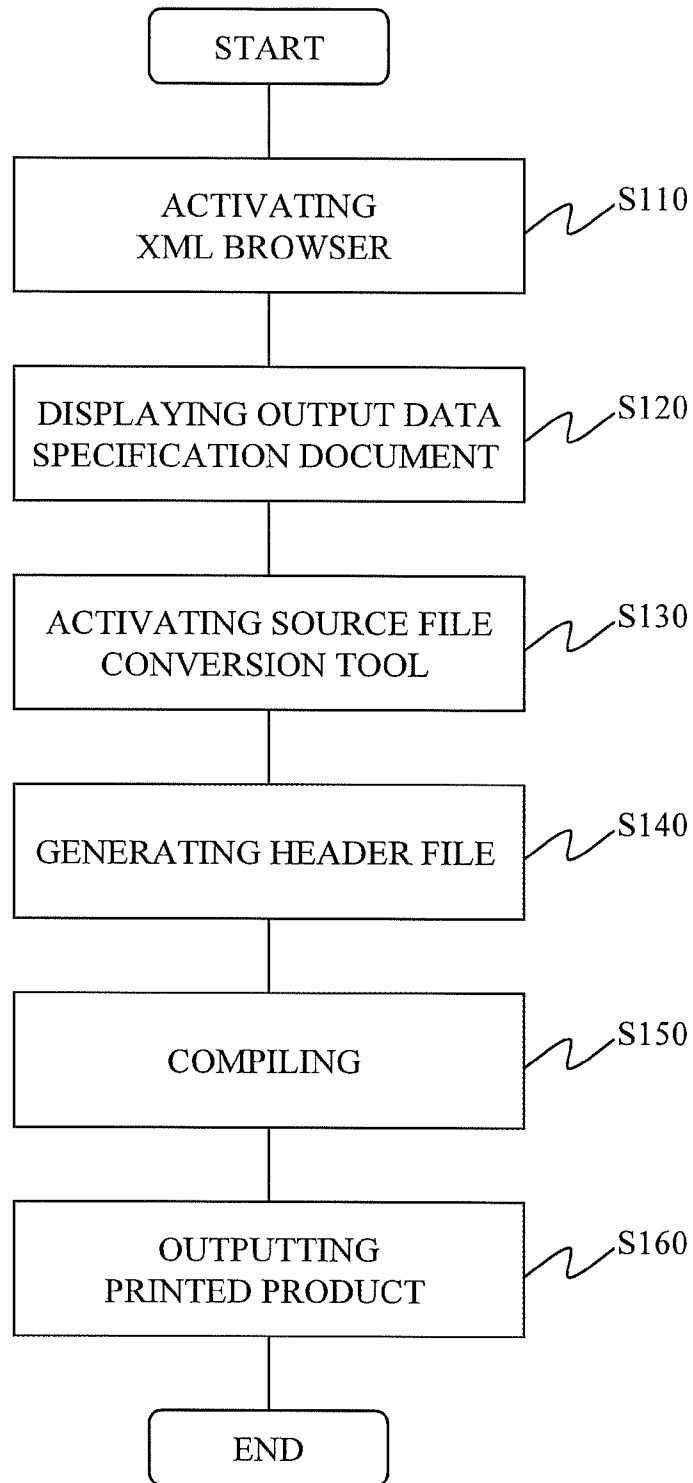 START
ACTIVATING
XML BROWSER
S110
DISPLAYING OUTPUT DATA
SPECIFICATION DOCUMENT
S120
ACTIVATING SOURCE FILE
CONVERSION TOOL
S130
GENERATING HEADER FILE
S140
COMPILING
S150
OUTPUTTING
PRINTED PRODUCT
S160
END